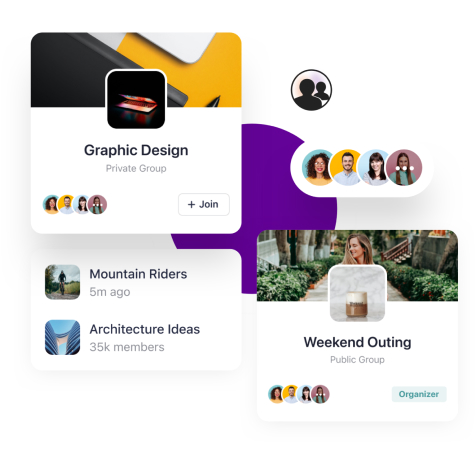 Graphic Design
Private Group
+ Join
Mountain Riders
5m ago
Architecture Ideas
35k members
Weekend Outing
Public Group
Organizer